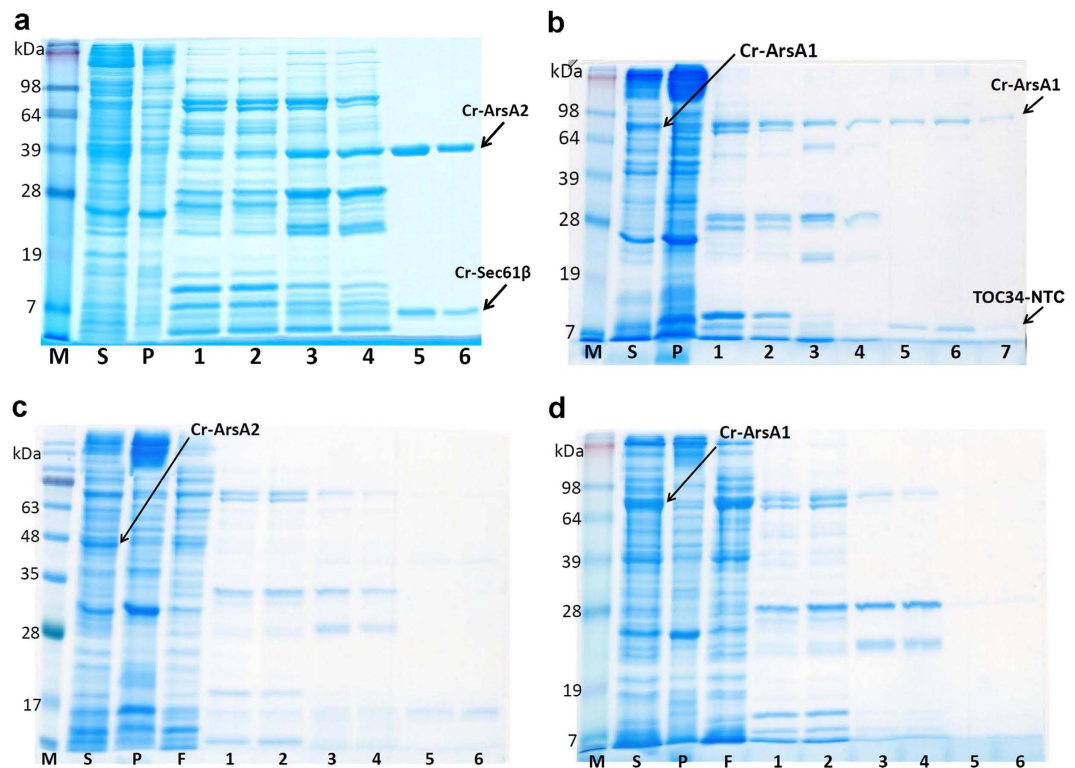 a
kDa
98
64
39
28
19
7
Cr-ArsA2
Cr-Sec61β
M S P 1 2 3 4 5 6
b
kDa
98
64
39
28
19
7
Cr-ArsA1
Cr-ArsA1
TOC34-NTC
M S P 1 2 3 4 5 6 7
c
kDa
63
48
35
28
17
Cr-ArsA2
M S P F 1 2 3 4 5 6
d
kDa
98
64
39
28
19
7
Cr-ArsA1
M S P F 1 2 3 4 5 6